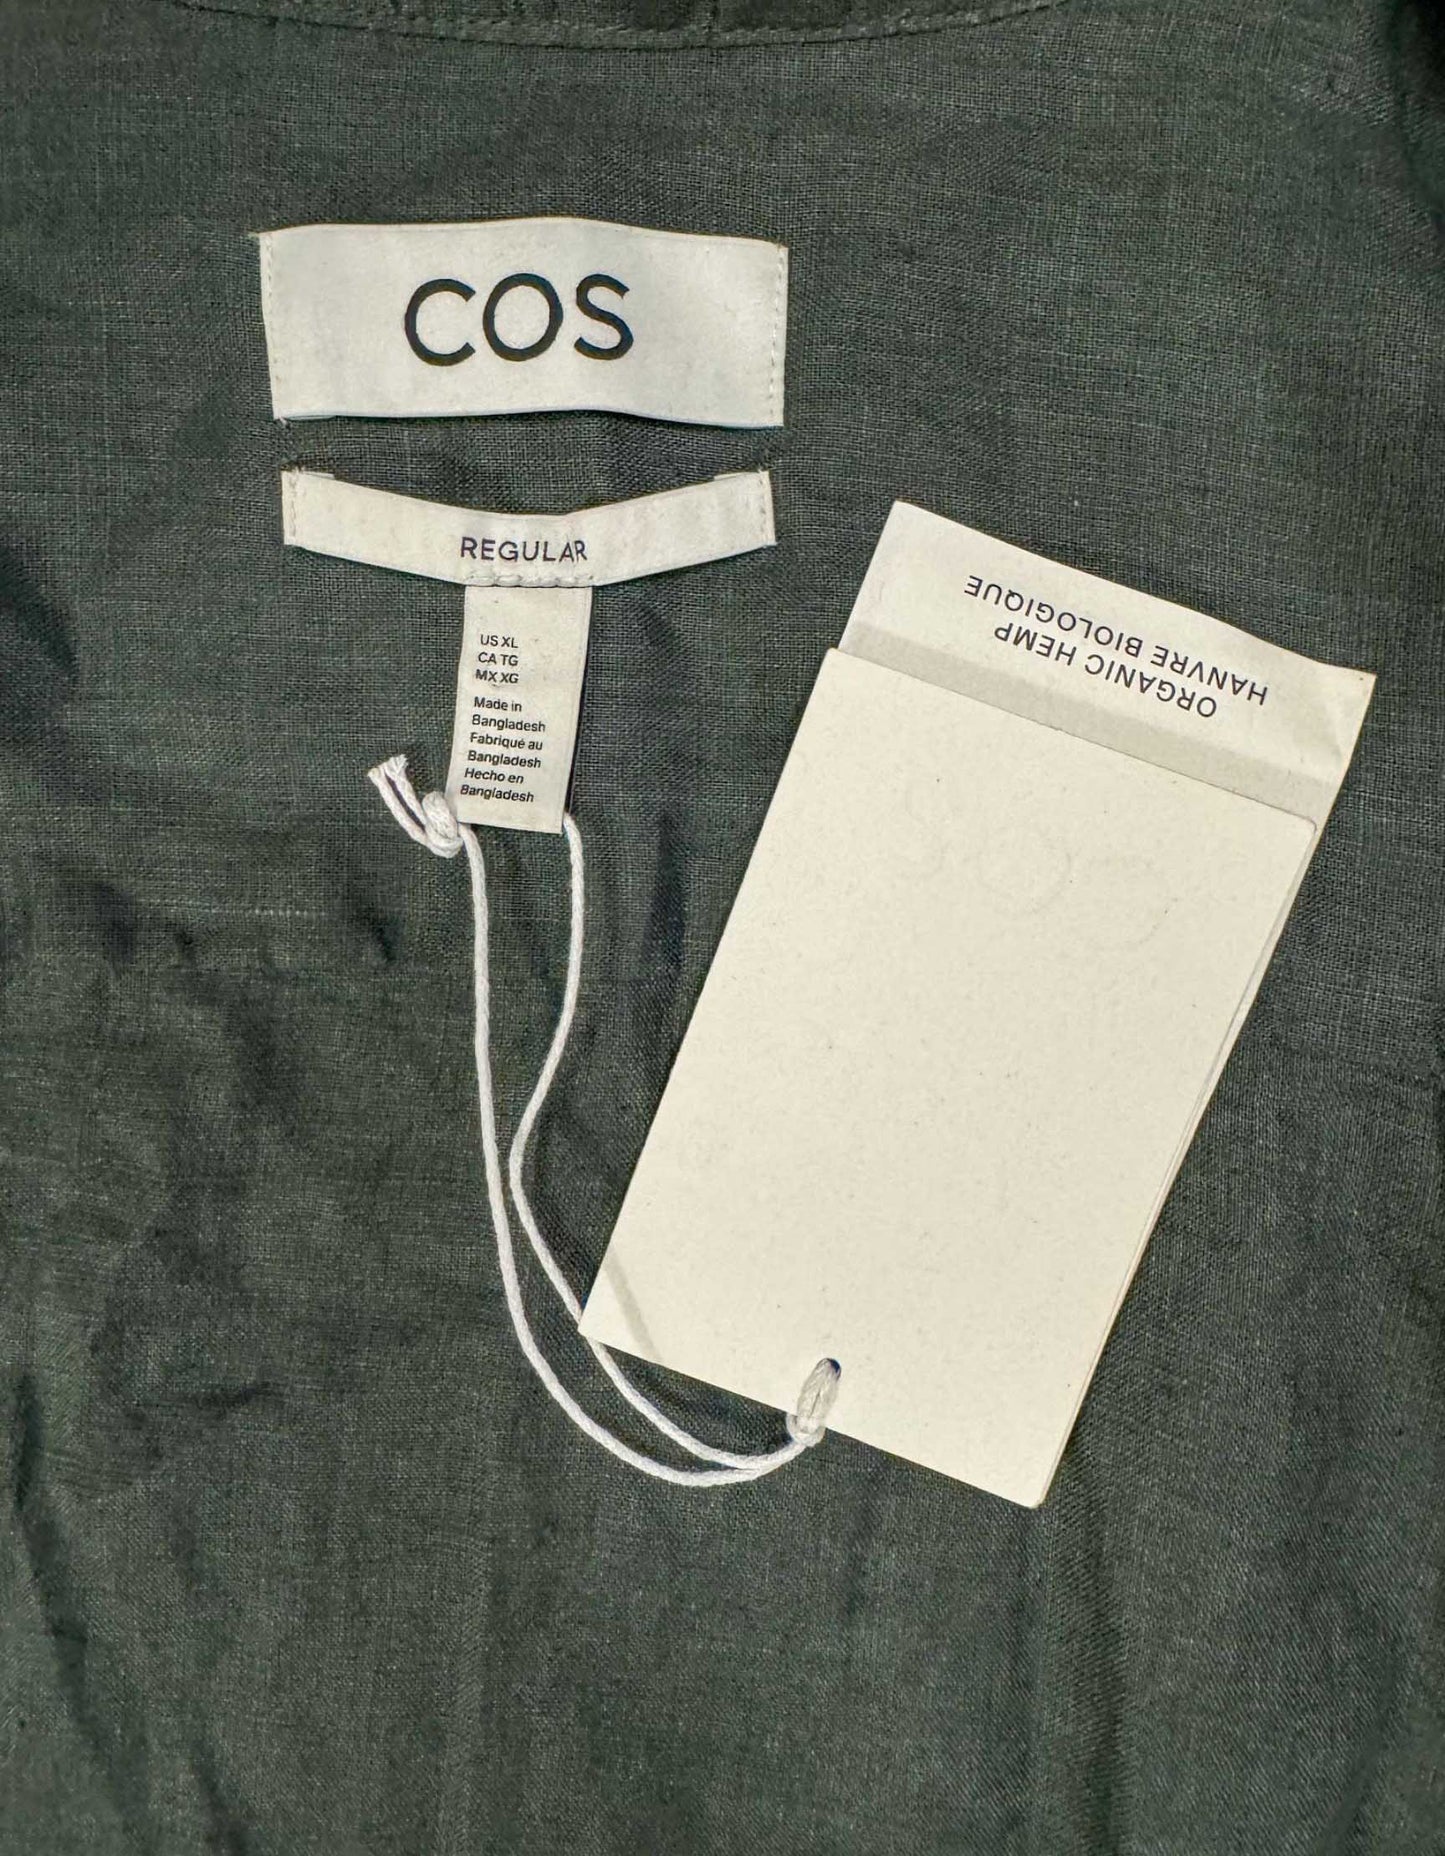 COS
REGULAR
US XL
CA TG
MX XG
Made in
Bangladesh
Fabriqué au
Bangladesh
Hecho en
Bangladesh
ORGANIC HEMP
HANVRE BIOLOGIQUE